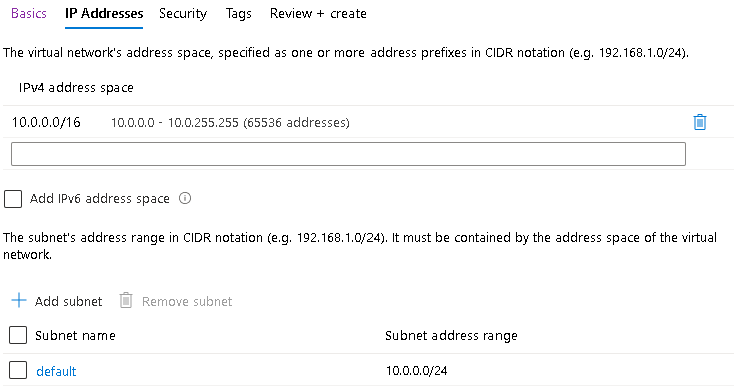 Basics IP Addresses Security Tags Review + create
The virtual network's address space, specified as one or more address prefixes in CIDR notation (e.g. 192.168.1.0/24).
IPv4 address space
10.0.0.0/16 10.0.0.0 - 10.0.255.255 (65536 addresses)
Add IPv6 address space
The subnet's address range in CIDR notation (e.g. 192.168.1.0/24). It must be contained by the address space of the virtual
network.
Add subnet Remove subnet
Subnet name Subnet address range
default 10.0.0.0/24